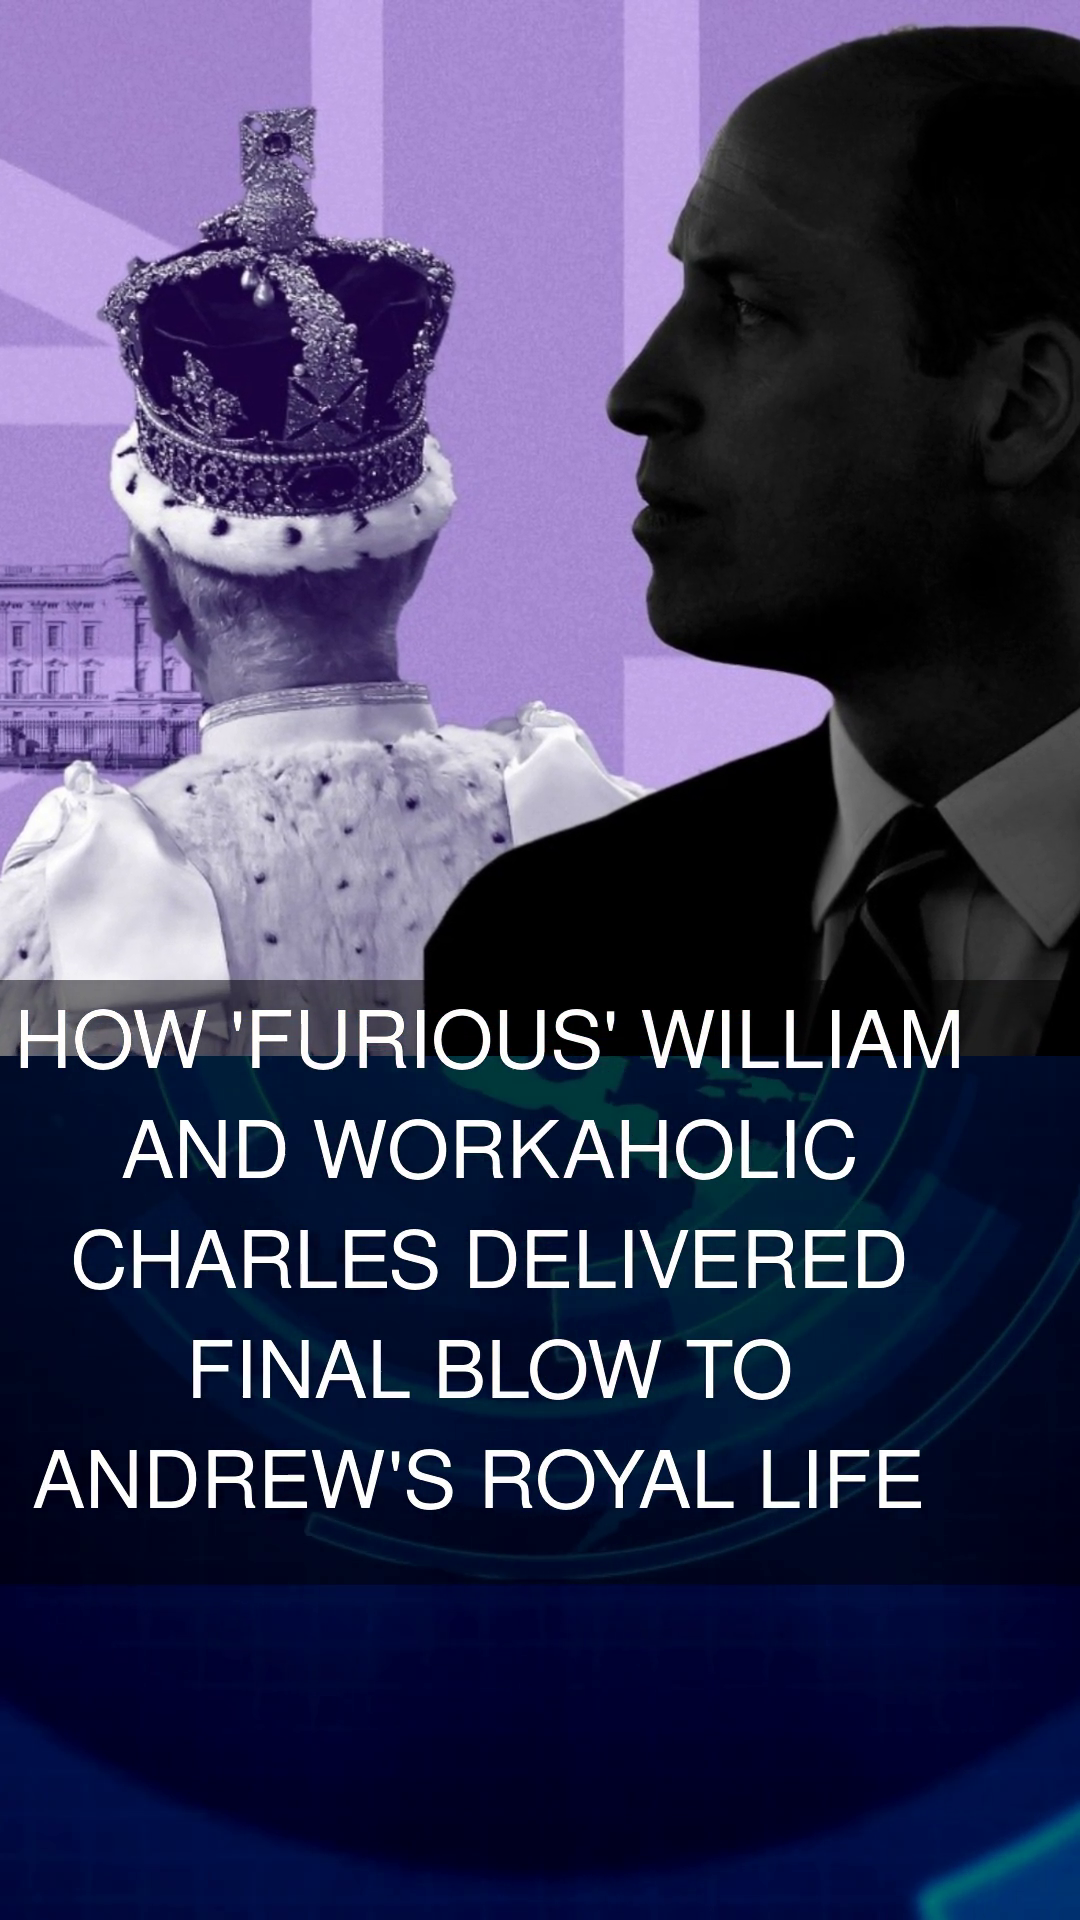 HOW 'FURIOUS' WILLIAM
AND WORKAHOLIC
CHARLES DELIVERED
FINAL BLOW TO
ANDREW'S ROYAL LIFE